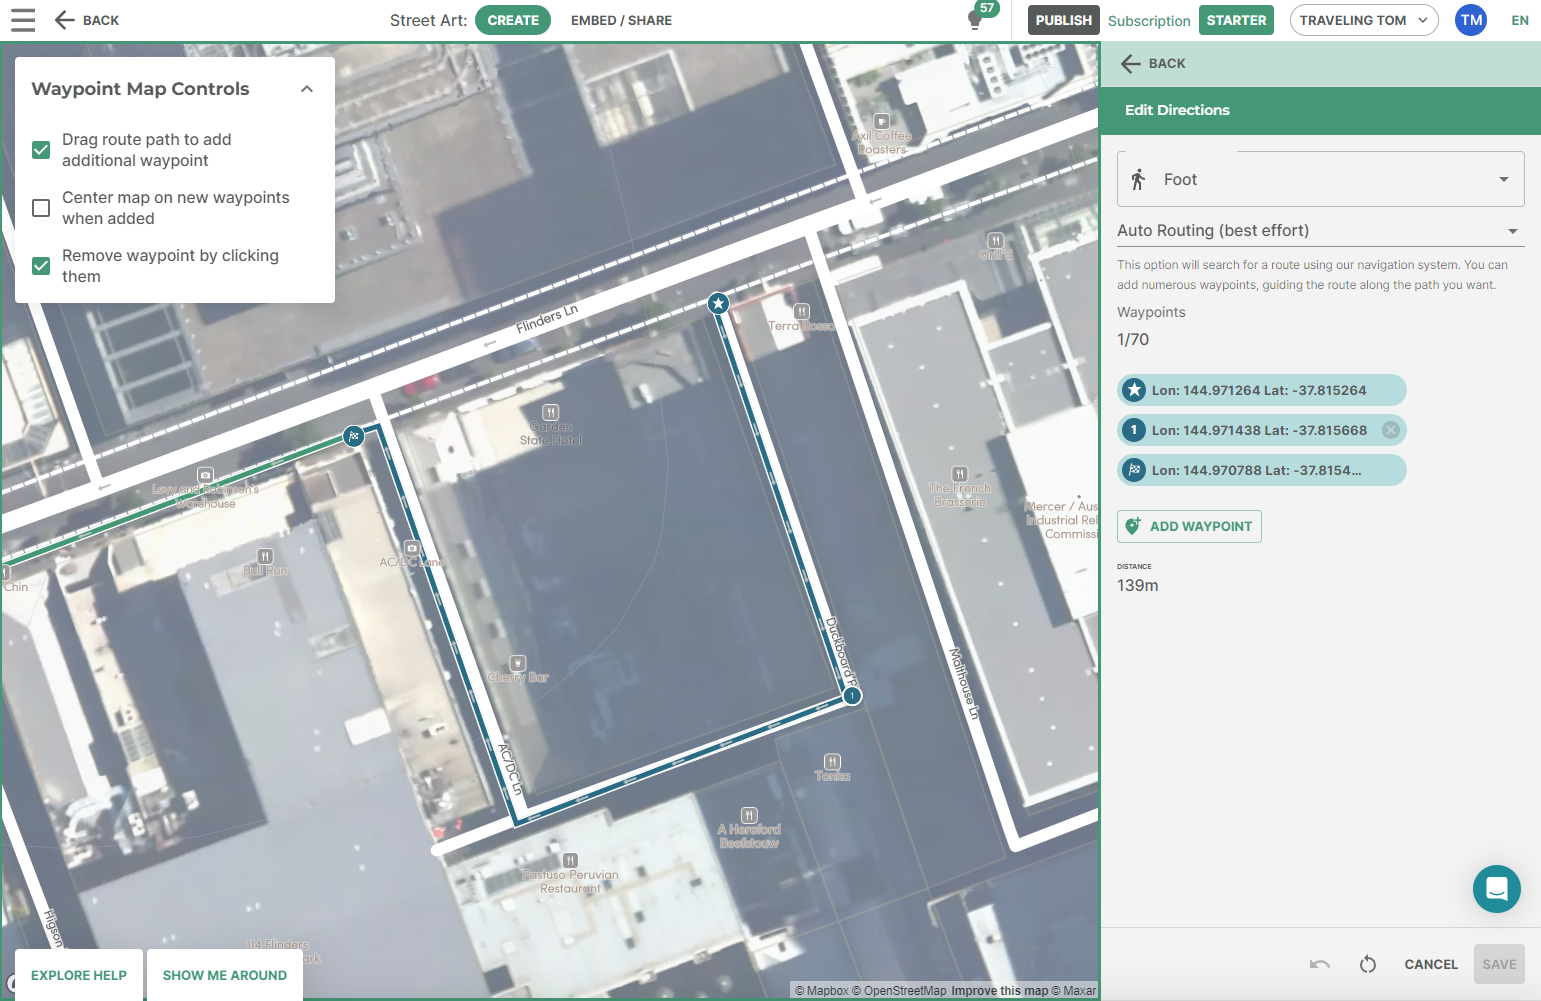 BACK
Street Art:
CREATE
EMBED / SHARE
57
PUBLISH
Subscription
STARTER
TRAVELING TOM
TM
EN
Waypoint Map Controls
Drag route path to add
additional waypoint
Center map on new waypoints
when added
Remove waypoint by clicking
them
Axil Coffee
Roasters
Grill'd
Flinders Ln
Terra Rossa
Garden
State Hotel
Levy and Robinson's
Warehouse
The French
Brasserie
Mercer / Aus
Industrial Rel
Commissi
AC/DC Lane
Bull Run
Chin
Duckboard Pl
Malthouse Ln
Cherry Bar
1
AC/DC Ln
Tonka
A Hereford
Beefstouw
Pastuso Peruvian
Restaurant
Higson
114 Flinders
ark
EXPLORE HELP
SHOW ME AROUND
© Mapbox © OpenStreetMap Improve this map © Maxar
BACK
Edit Directions
Foot
Auto Routing (best effort)
This option will search for a route using our navigation system. You can
add numerous waypoints, guiding the route along the path you want.
Waypoints
1/70
Lon: 144.971264 Lat: -37.815264
1 Lon: 144.971438 Lat: -37.815668
Lon: 144.970788 Lat: -37.8154...
ADD WAYPOINT
DISTANCE
139m
CANCEL
SAVE